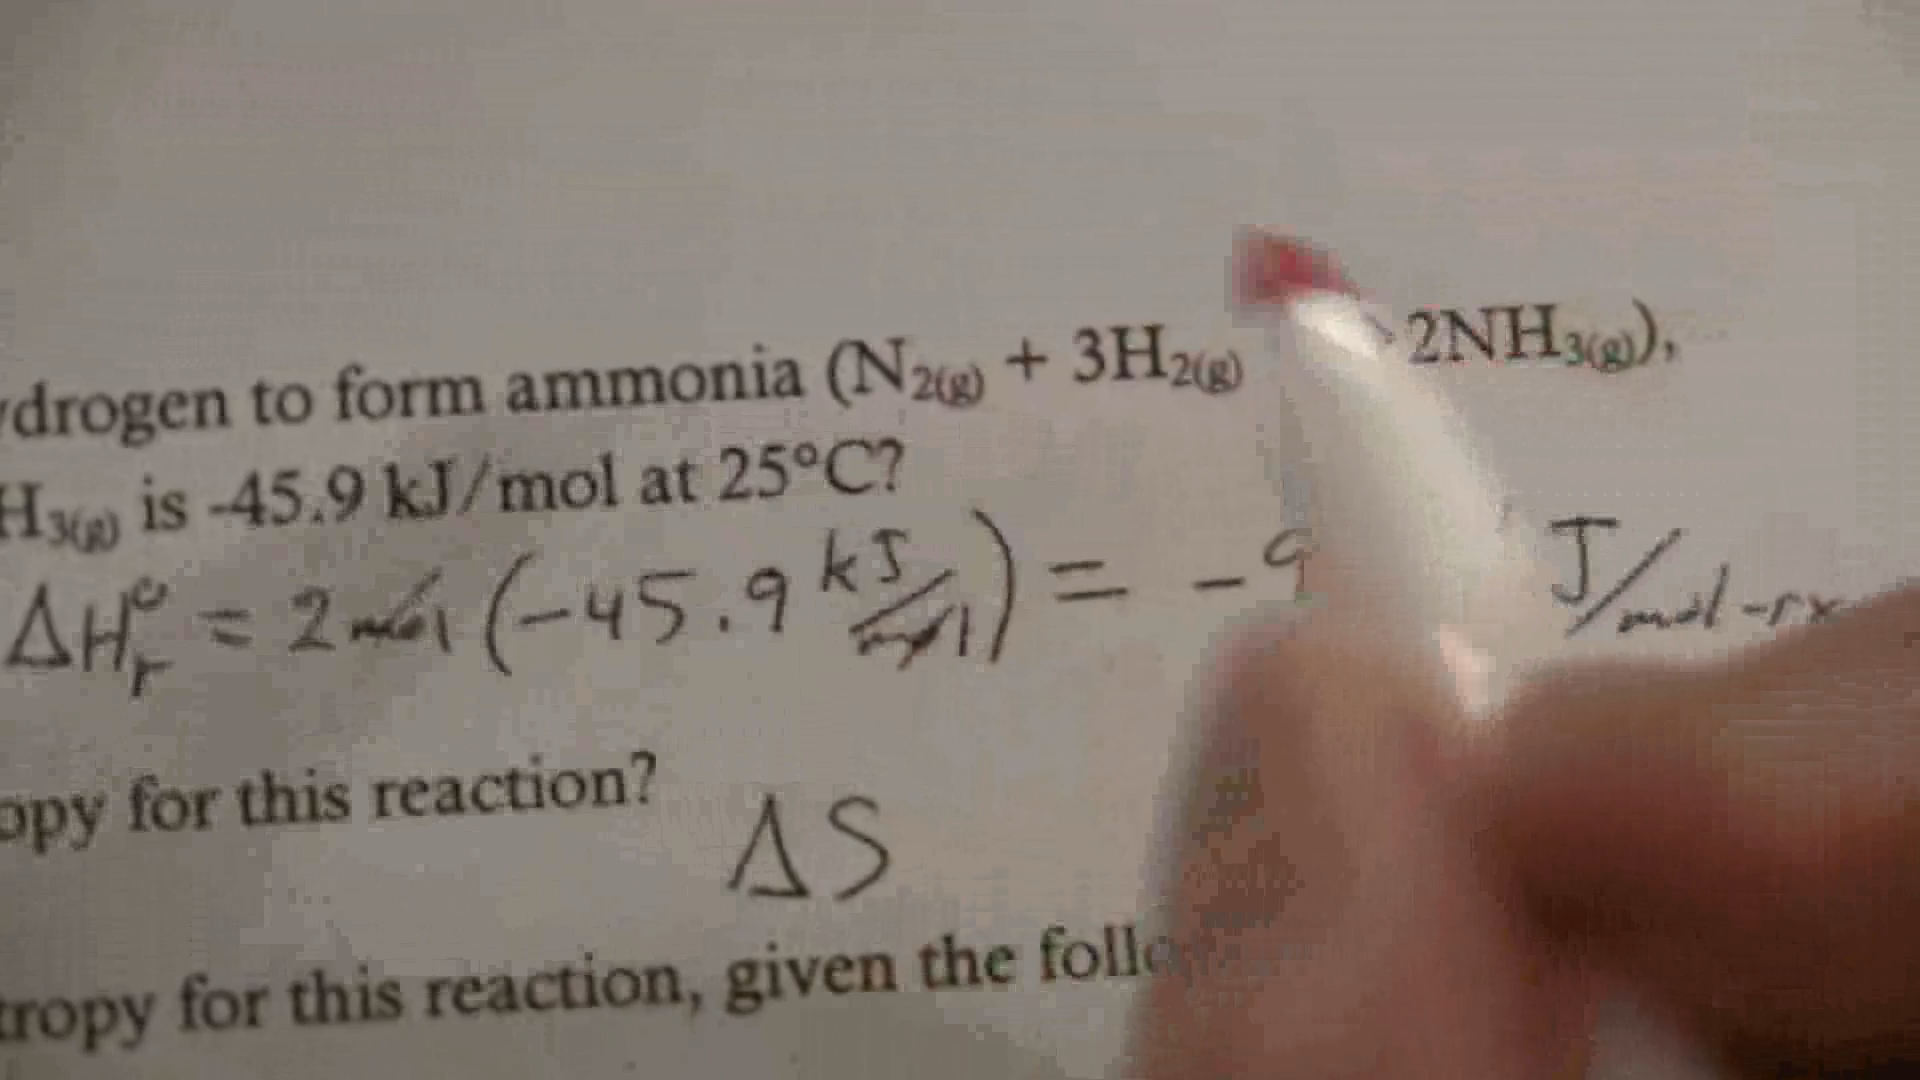 drogen to form ammonia (N₂(g) + 3H₂(g) 2NH₃(g)),
H₃(g) is -45.9 kJ/mol at 25°C?
ΔH°r = 2 mol (-45.9 kJ/mol) = -9 J/mol-rx
opy for this reaction?
ΔS
tropy for this reaction, given the follo